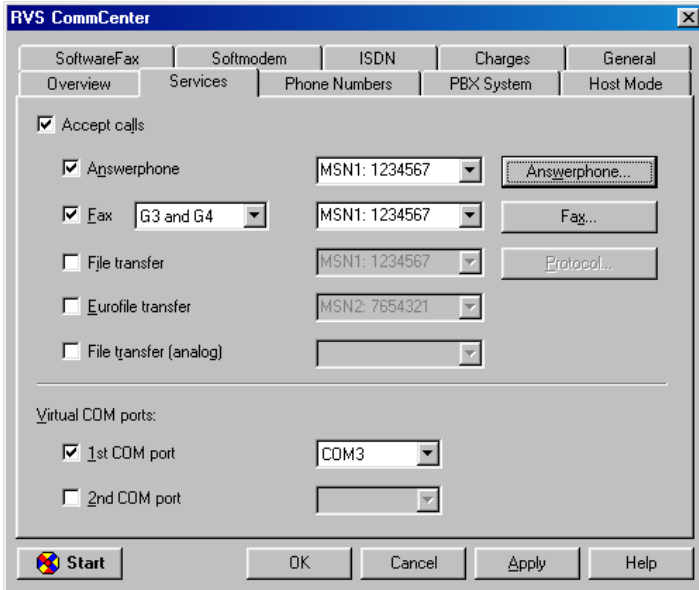 RVS CommCenter
SoftwareFax Softmodem ISDN Charges General
Overview Services Phone Numbers PBX System Host Mode
Accept calls
Answerphone MSN1: 1234567 Answerphone...
Fax G3 and G4 MSN1: 1234567 Fax...
File transfer MSN1: 1234567 Protocol...
Eurofile transfer MSN2: 7654321
File transfer (analog)
Virtual COM ports:
1st COM port COM3
2nd COM port
Start OK Cancel Apply Help